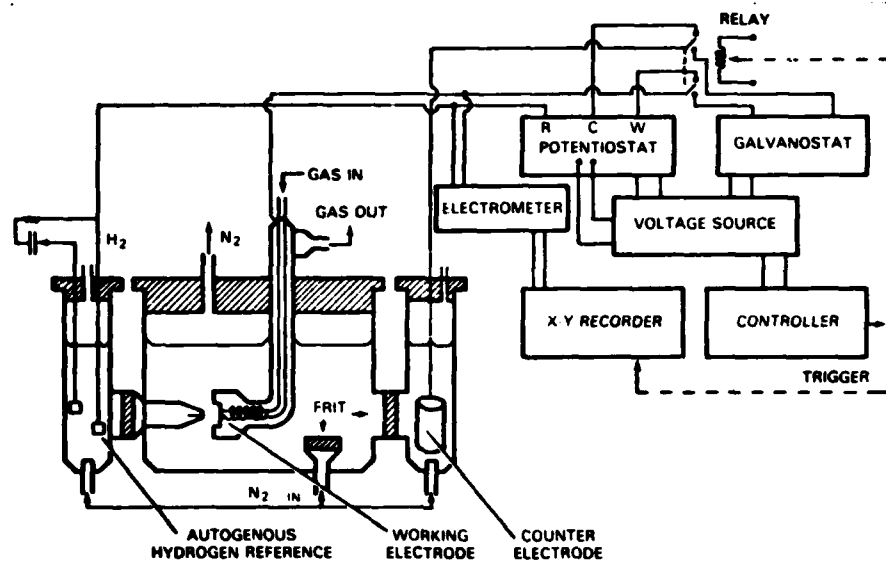 RELAY
R C W
POTENTIOSTAT
GALVANOSTAT
GAS IN
GAS OUT
ELECTROMETER
VOLTAGE SOURCE
H2
N2
X-Y RECORDER
CONTROLLER
TRIGGER
FRIT
N2 IN
AUTOGENOUS
HYDROGEN REFERENCE
WORKING
ELECTRODE
COUNTER
ELECTRODE